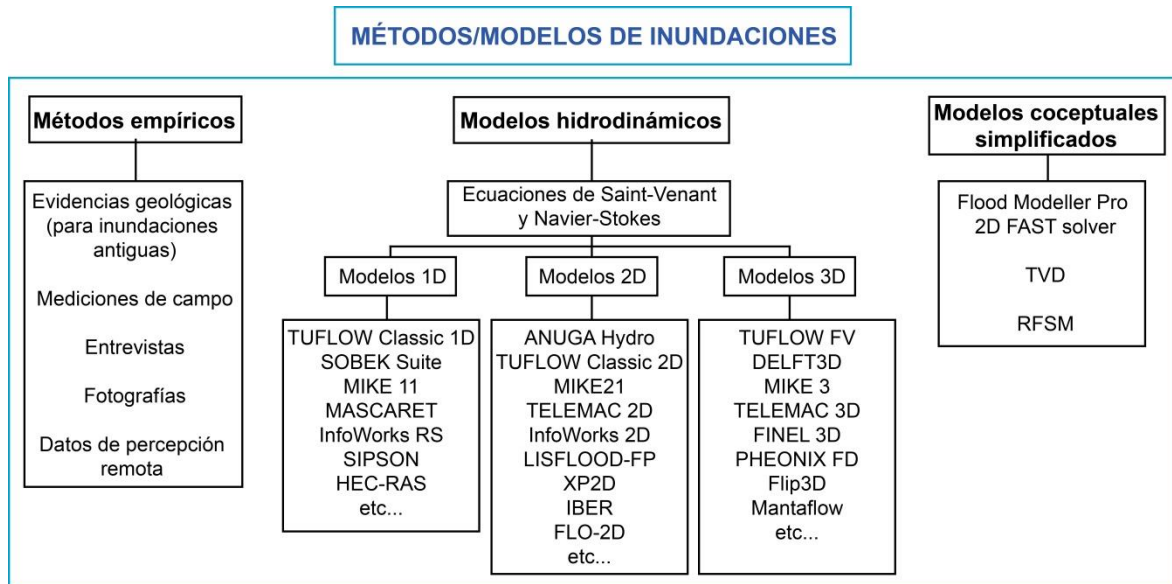 MÉTODOS/MODELOS DE INUNDACIONES
Métodos empíricos
Evidencias geológicas
(para inundaciones
antiguas)
Mediciones de campo
Entrevistas
Fotografías
Datos de percepción
remota
Modelos hidrodinámicos
Ecuaciones de Saint-Venant
y Navier-Stokes
Modelos 1D
TUFLOW Classic 1D
SOBEK Suite
MIKE 11
MASCARET
InfoWorks RS
SIPSON
HEC-RAS
etc...
Modelos 2D
ANUGA Hydro
TUFLOW Classic 2D
MIKE21
TELEMAC 2D
InfoWorks 2D
LISFLOOD-FP
XP2D
IBER
FLO-2D
etc...
Modelos 3D
TUFLOW FV
DELFT3D
MIKE 3
TELEMAC 3D
FINEL 3D
PHEONIX FD
Flip3D
Mantaflow
etc...
Modelos coceptuales
simplificados
Flood Modeller Pro
2D FAST solver
TVD
RFSM